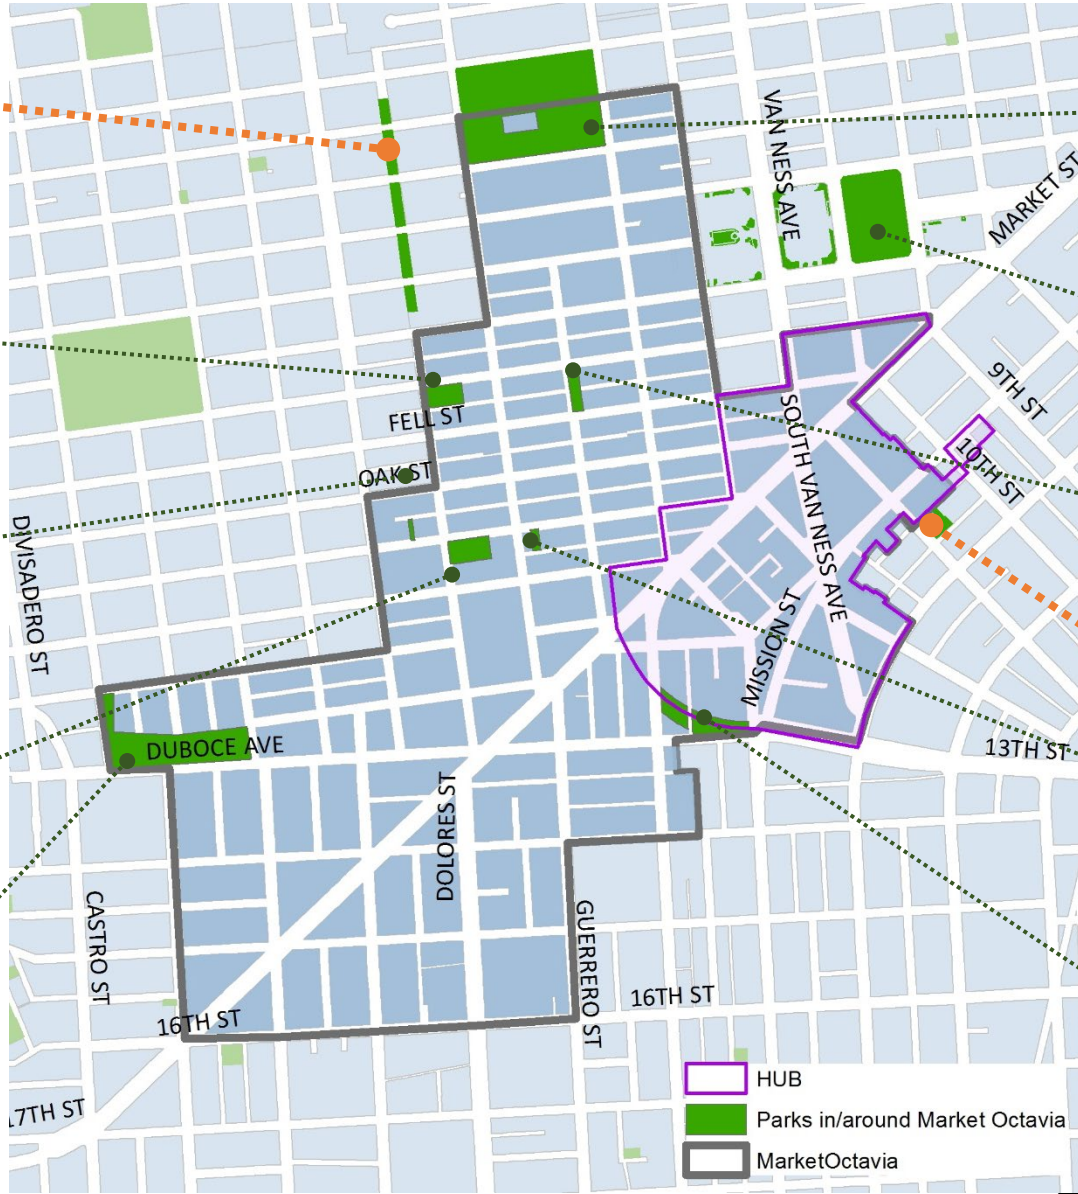 VAN NESS AVE
MARKET ST
9TH ST
FELL ST
SOUTH VAN NESS AVE
10TH ST
OAK ST
DIVISADERO ST
MISSION ST
DUBOCE AVE
13TH ST
DOLORES ST
CASTRO ST
GUERRERO ST
16TH ST
16TH ST
17TH ST
HUB
Parks in/around Market Octavia
MarketOctavia